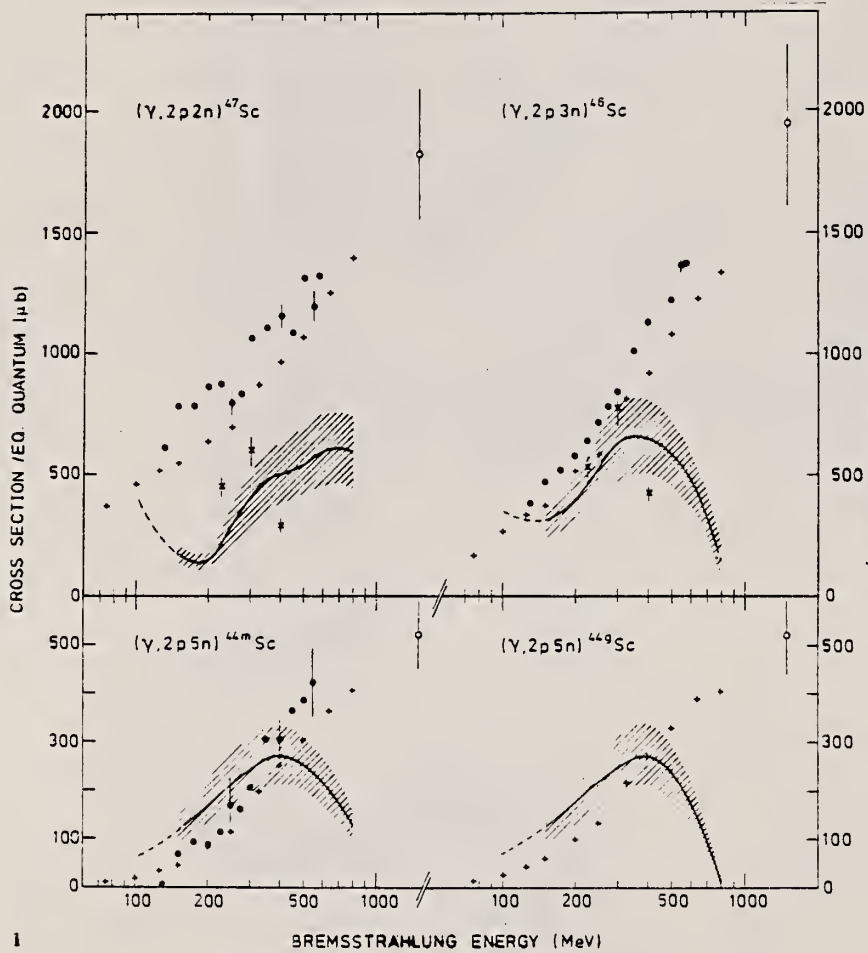 (γ,2p2n)⁴⁷Sc
(γ,2p3n)⁴⁶Sc
2000
1500
1000
500
0
2000
1500
1000
500
0
(γ,2p5n)⁴⁴ᵐSc
(γ,2p5n)⁴⁴ᵍSc
500
300
100
0
500
300
100
0
100 200 500 1000
100 200 500 1000
CROSS SECTION /EQ. QUANTUM (μb)
BREMSSTRAHLUNG ENERGY (MeV)
1